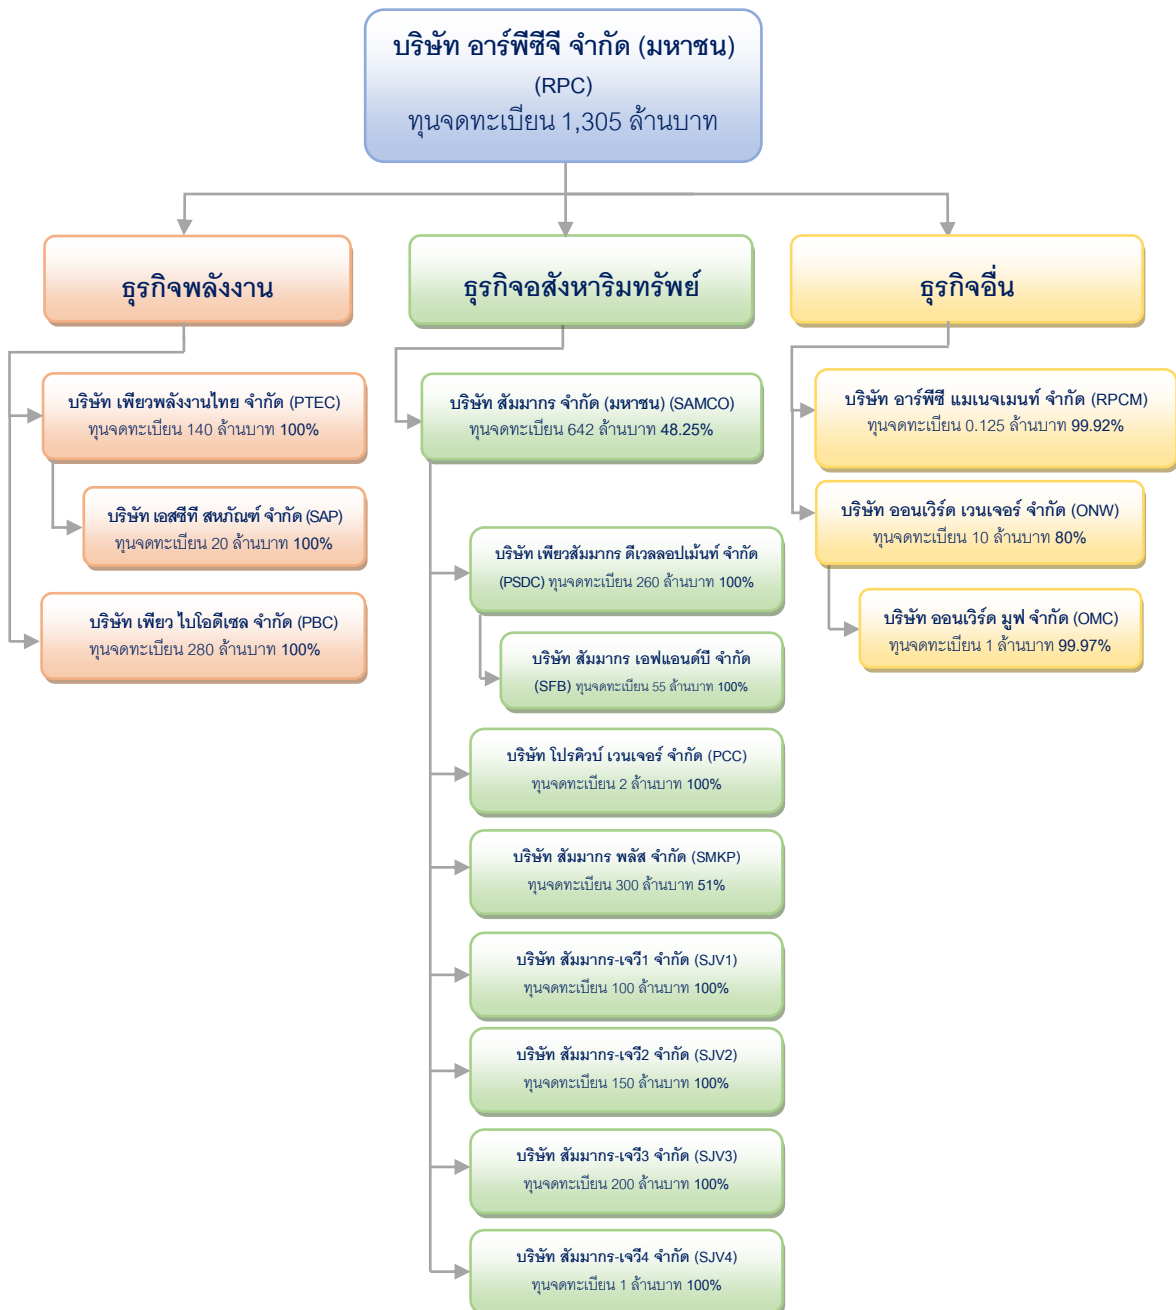 บริษัท อาร์พีซีจี จำกัด (มหาชน)
(RPC)
ทุนจดทะเบียน 1,305 ล้านบาท
ธุรกิจพลังงาน
บริษัท เพียวพลังงานไทย จำกัด (PTEC)
ทุนจดทะเบียน 140 ล้านบาท 100%
บริษัท เอสซีที สหภัณฑ์ จำกัด (SAP)
ทุนจดทะเบียน 20 ล้านบาท 100%
บริษัท เพียว ไบโอดีเซล จำกัด (PBC)
ทุนจดทะเบียน 280 ล้านบาท 100%
ธุรกิจอสังหาริมทรัพย์
บริษัท สัมมากร จำกัด (มหาชน) (SAMCO)
ทุนจดทะเบียน 642 ล้านบาท 48.25%
บริษัท เพียวสัมมากร ดีเวลลอปเม้นท์ จำกัด
(PSDC) ทุนจดทะเบียน 260 ล้านบาท 100%
บริษัท สัมมากร เอฟแอนด์บี จำกัด
(SFB) ทุนจดทะเบียน 55 ล้านบาท 100%
บริษัท โปรคิวบ์ เวนเจอร์ จำกัด (PCC)
ทุนจดทะเบียน 2 ล้านบาท 100%
บริษัท สัมมากร พลัส จำกัด (SMKP)
ทุนจดทะเบียน 300 ล้านบาท 51%
บริษัท สัมมากร-เจวี1 จำกัด (SJV1)
ทุนจดทะเบียน 100 ล้านบาท 100%
บริษัท สัมมากร-เจวี2 จำกัด (SJV2)
ทุนจดทะเบียน 150 ล้านบาท 100%
บริษัท สัมมากร-เจวี3 จำกัด (SJV3)
ทุนจดทะเบียน 200 ล้านบาท 100%
บริษัท สัมมากร-เจวี4 จำกัด (SJV4)
ทุนจดทะเบียน 1 ล้านบาท 100%
ธุรกิจอื่น
บริษัท อาร์พีซี แมเนจเมนท์ จำกัด (RPCM)
ทุนจดทะเบียน 0.125 ล้านบาท 99.92%
บริษัท ออนเวิร์ด เวนเจอร์ จำกัด (ONW)
ทุนจดทะเบียน 10 ล้านบาท 80%
บริษัท ออนเวิร์ด มูฟ จำกัด (OMC)
ทุนจดทะเบียน 1 ล้านบาท 99.97%